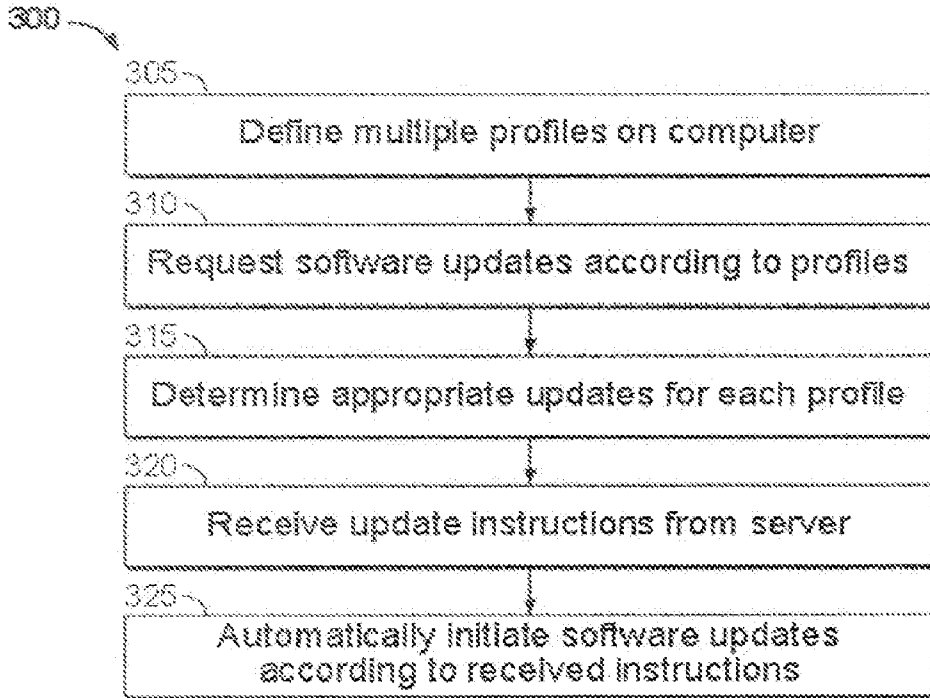 300
305
Define multiple profiles on computer
310
Request software updates according to profiles
315
Determine appropriate updates for each profile
320
Receive update instructions from server
325
Automatically initiate software updates
according to received instructions